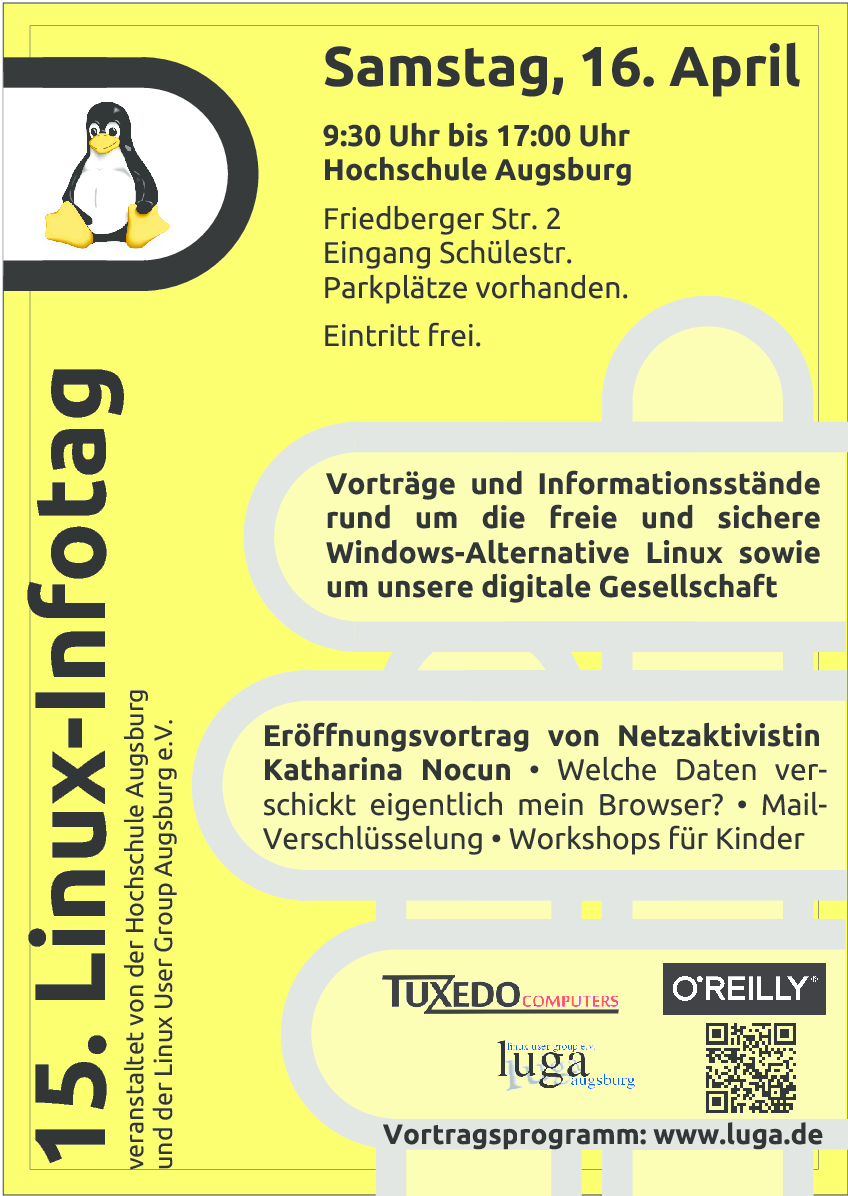 Samstag, 16. April
9:30 Uhr bis 17:00 Uhr
Hochschule Augsburg
Friedberger Str. 2
Eingang Schülestr.
Parkplätze vorhanden.
Eintritt frei.
15. Linux-Infotag
veranstaltet von der Hochschule Augsburg
und der Linux User Group Augsburg e.V.
Vorträge und Informationsstände
rund um die freie und sichere
Windows-Alternative Linux sowie
um unsere digitale Gesellschaft
Eröffnungsvortrag von Netzaktivistin
Katharina Nocun • Welche Daten ver-
schickt eigentlich mein Browser? • Mail-
Verschlüsselung • Workshops für Kinder
TUXEDO COMPUTERS
O'REILLY®
linux user group e.v.
luga
augsburg
Vortragsprogramm: www.luga.de